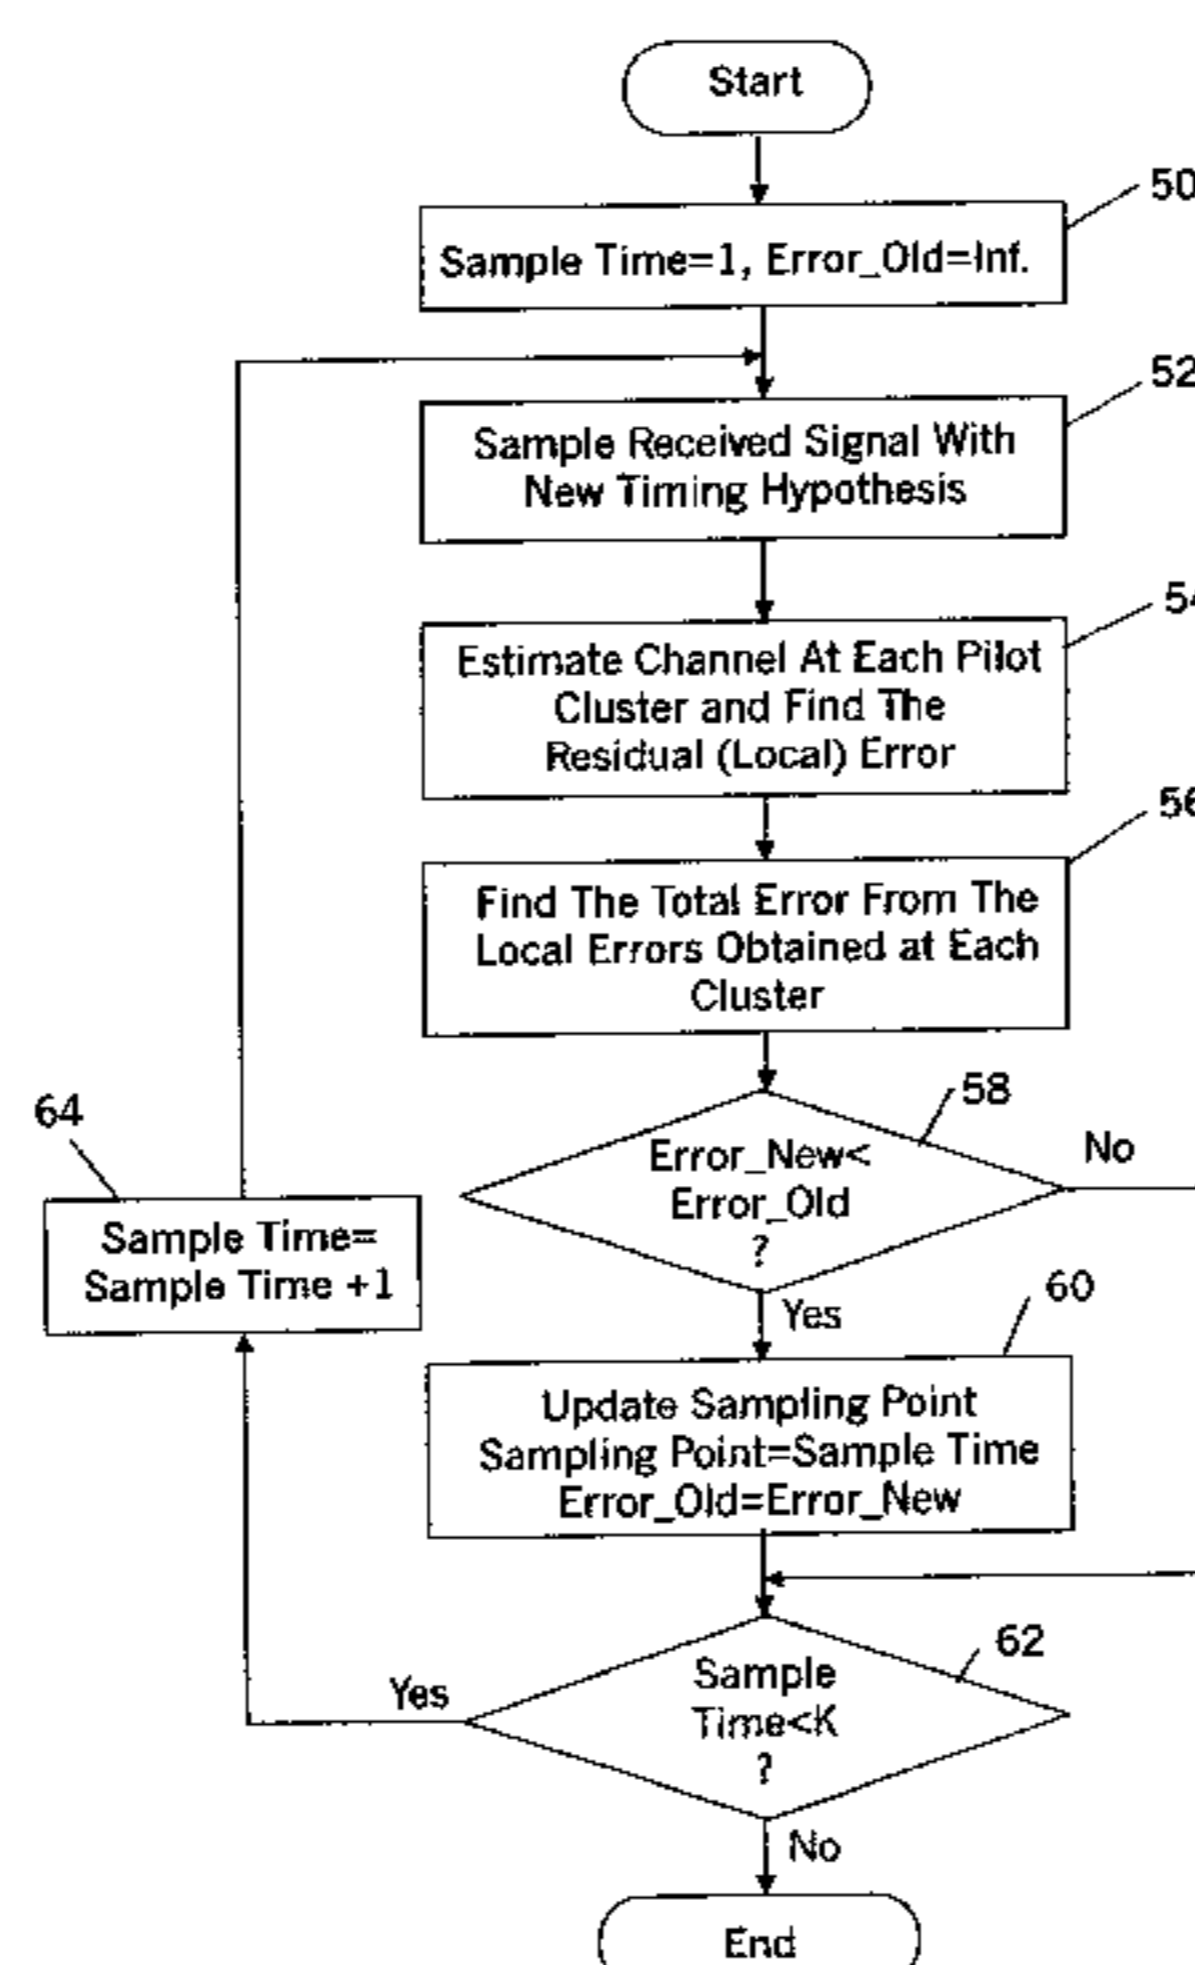 Start
50
Sample Time=1, Error_Old=Inf.
52
Sample Received Signal With
New Timing Hypothesis
54
Estimate Channel At Each Pilot
Cluster and Find The
Residual (Local) Error
56
Find The Total Error From The
Local Errors Obtained at Each
Cluster
58
Error_New<
Error_Old
?
No
Yes
64
Sample Time=
Sample Time +1
60
Update Sampling Point
Sampling Point=Sample Time
Error_Old=Error_New
62
Sample
Time<K
?
Yes
No
End